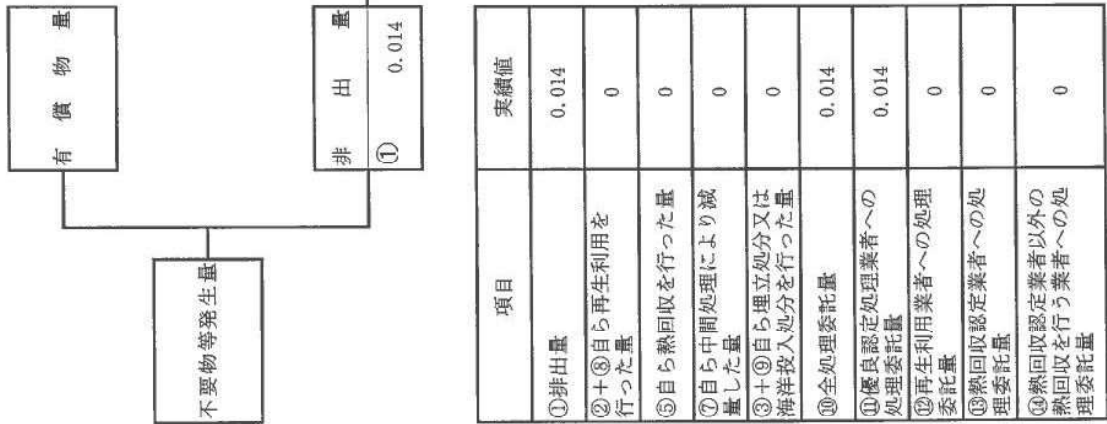 不要物等発生量
有償物量
排出量
① 0.014
項目 実績値
①排出量 0.014
②+⑧自ら再生利用を
行った量 0
⑤自ら熱回収を行った量 0
⑦自ら中間処理により減
量した量 0
③+⑨自ら埋立処分又は
海洋投入処分を行った量 0
⑩全処理委託量 0.014
⑪優良認定処理業者への
処理委託量 0.014
⑫再生利用業者への処理
委託量 0
⑬熱回収認定業者への処
理委託量 0
⑭熱回収認定業者以外の
熱回収を行う業者への処
理委託量 0